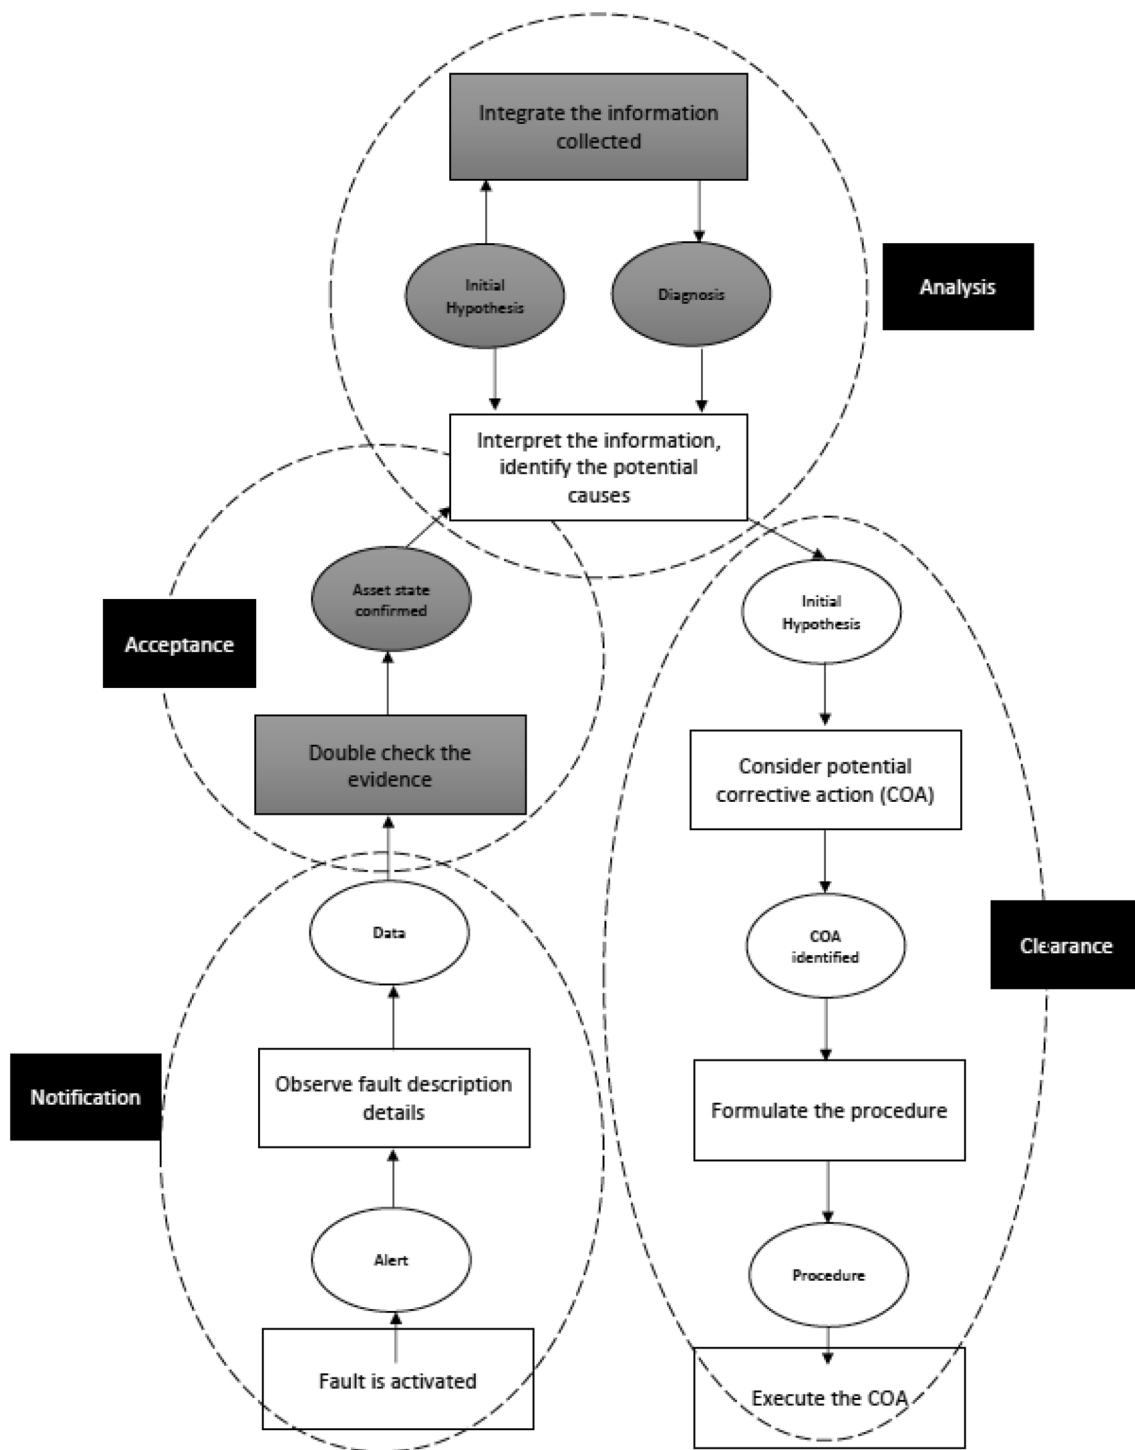 Integrate the information
collected
Initial
Hypothesis
Diagnosis
Analysis
Interpret the information,
identify the potential
causes
Asset state
confirmed
Initial
Hypothesis
Acceptance
Double check the
evidence
Consider potential
corrective action (COA)
Data
COA
identified
Clearance
Observe fault description
details
Notification
Formulate the procedure
Alert
Procedure
Fault is activated
Execute the COA